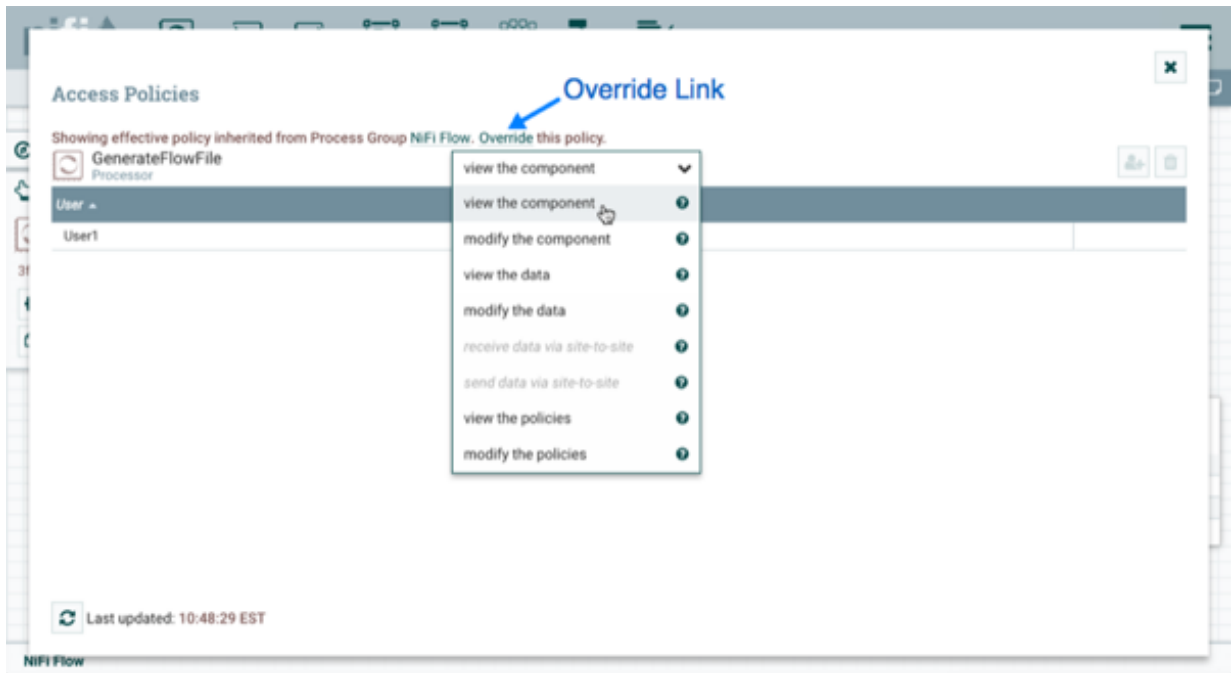 Access Policies
Override Link
Showing effective policy inherited from Process Group NiFi Flow. Override this policy.
GenerateFlowFile
Processor
view the component
User
view the component
User1
modify the component
view the data
modify the data
receive data via site-to-site
send data via site-to-site
view the policies
modify the policies
Last updated: 10:48:29 EST
NiFi Flow